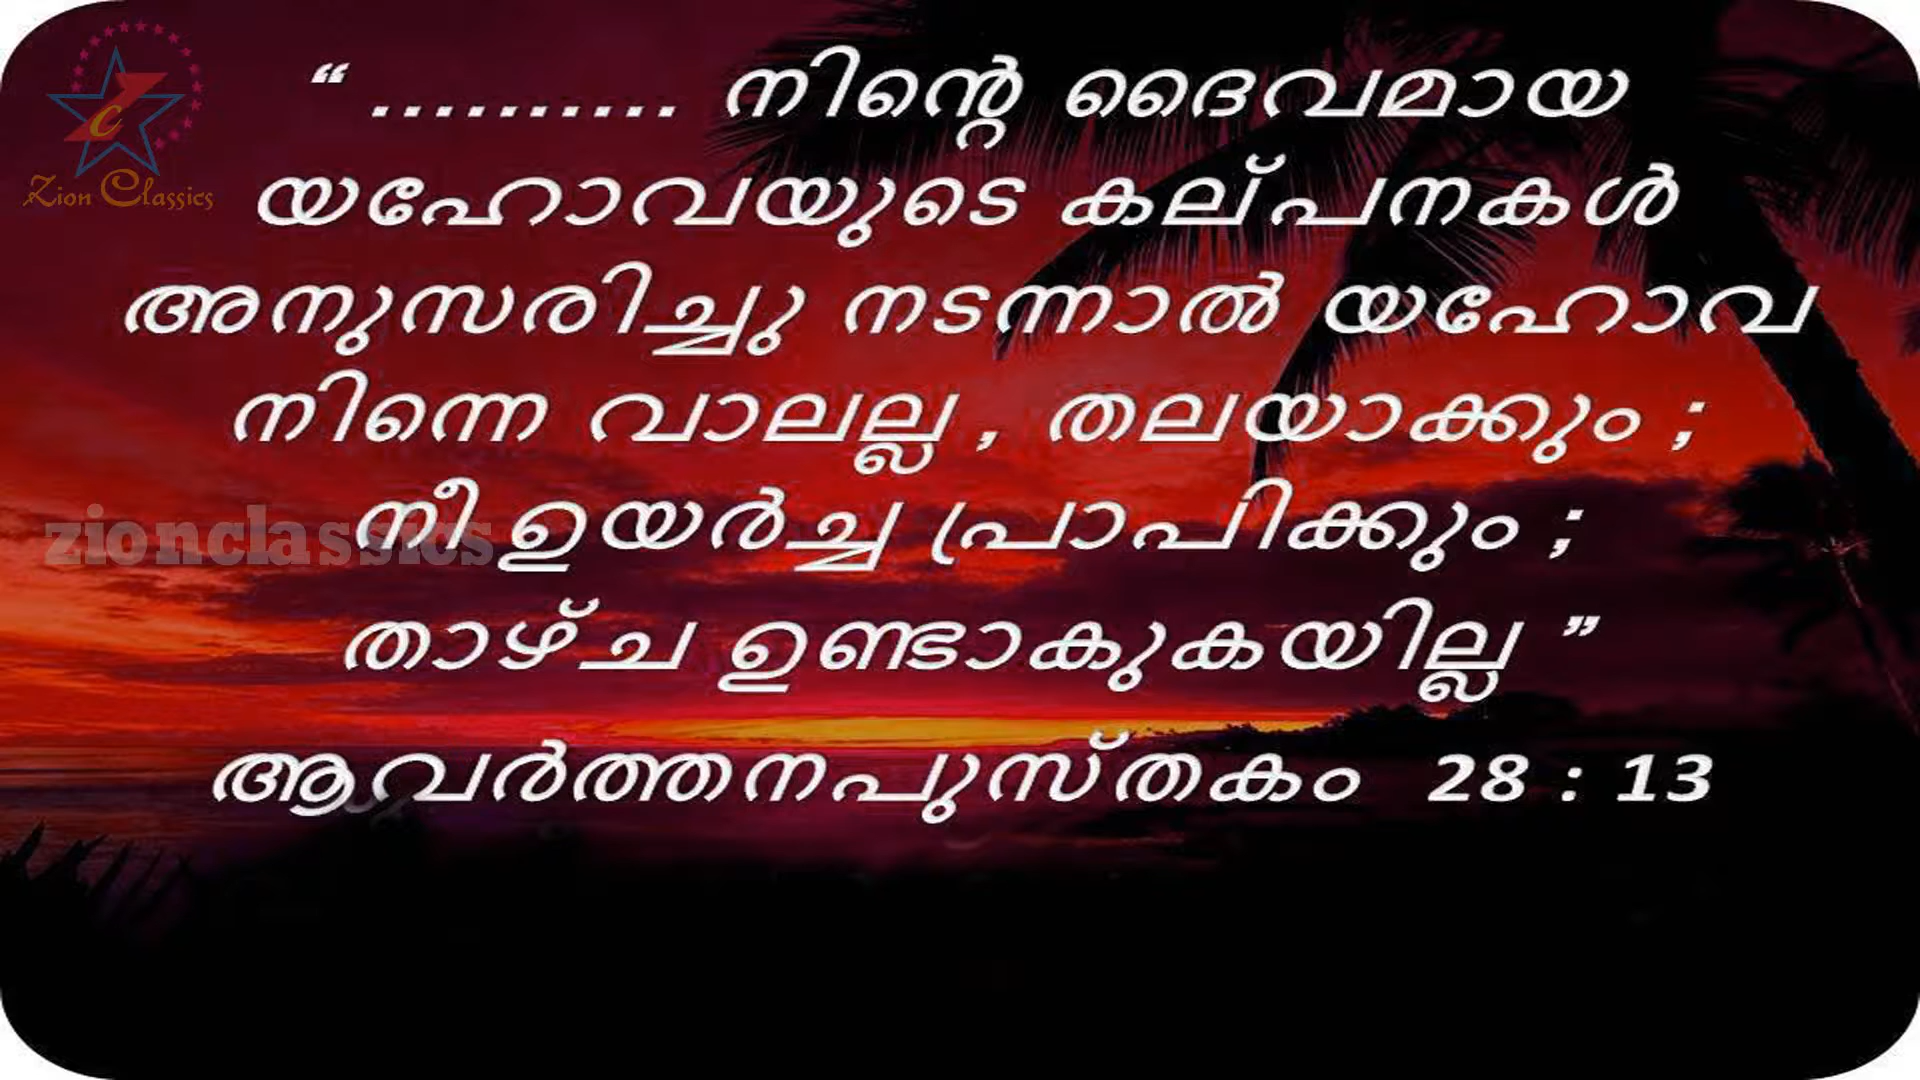 Zion Classics
“ .......... നിന്റെ ദൈവമായ
യഹോവയുടെ കല്പനകൾ
അനുസരിച്ചു നടന്നാൽ യഹോവ
നിന്നെ വാലല്ല , തലയാക്കും ;
zionclassics
നീ ഉയർച്ച പ്രാപിക്കും ;
താഴ്ച ഉണ്ടാകുകയില്ല ”
ആവർത്തനപുസ്തകം 28 : 13